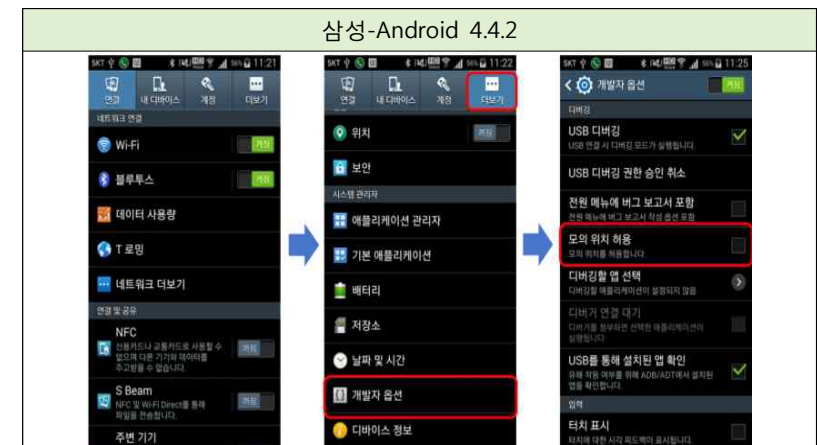 삼성-Android 4.4.2
SKT 56% 11:21
연결 내 디바이스 계정 더보기
네트워크 연결
Wi-Fi 켜짐
블루투스 켜짐
데이터 사용량
T 로밍
네트워크 더보기
연결 및 공유
NFC
신용카드나 교통카드로 사용할 수
없으며 다른 기기와 데이터를
주고받을 수 없습니다.
꺼짐
S Beam
NFC 및 Wi-Fi Direct를 통해
파일을 전송합니다.
꺼짐
주변 기기
SKT 56% 11:22
연결 내 디바이스 계정 더보기
위치 꺼짐
보안
시스템 관리자
애플리케이션 관리자
기본 애플리케이션
배터리
저장소
날짜 및 시간
개발자 옵션
디바이스 정보
SKT 56% 11:25
개발자 옵션 켜짐
디버깅
USB 디버깅
USB 연결 시 디버깅 모드가 실행됩니다.
USB 디버깅 권한 승인 취소
전원 메뉴에 버그 보고서 포함
전원 메뉴에 버그 보고서 작성 옵션 포함
모의 위치 허용
모의 위치를 허용합니다.
디버깅할 앱 선택
디버깅할 애플리케이션이 설정되지 않음
디버거 연결 대기
디버거를 첨부하면 선택한 애플리케이션이
실행됩니다
USB를 통해 설치된 앱 확인
유해 작동 여부를 위해 ADB/ADT에서 설치된
앱을 확인합니다.
입력
터치 표시
터치에 대한 시각 피드백이 표시됩니다.